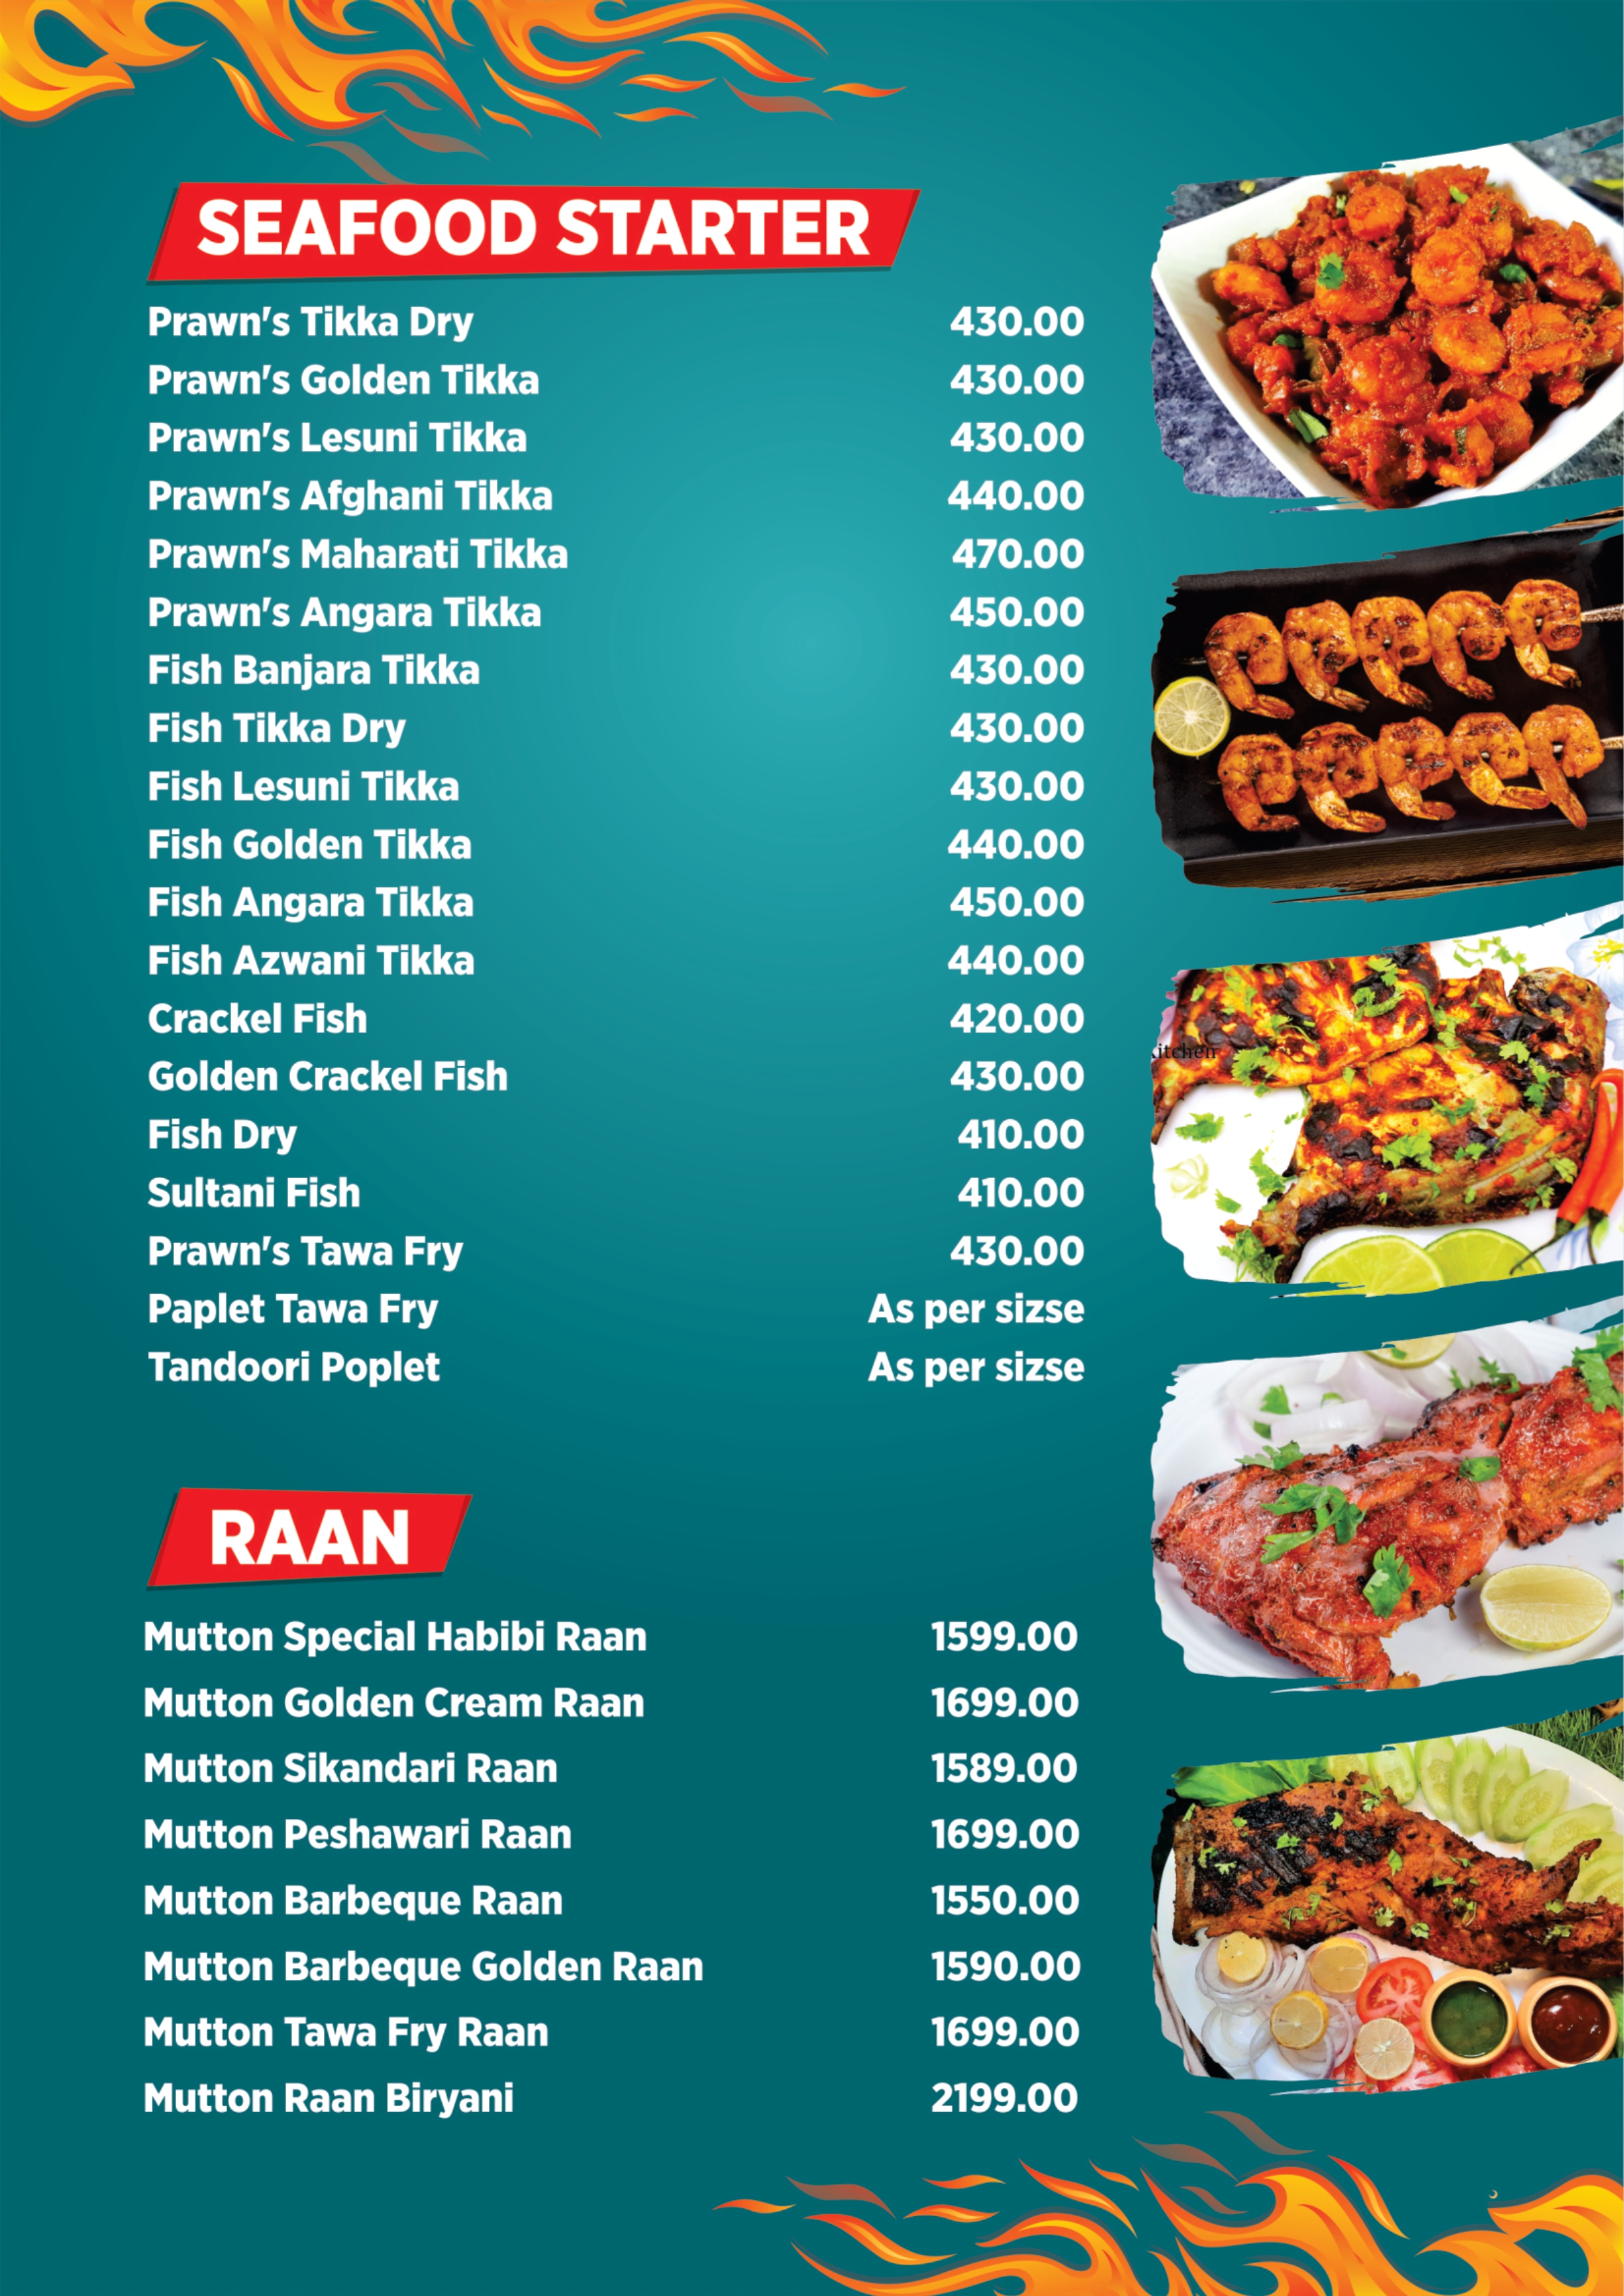 SEAFOOD STARTER
Prawn's Tikka Dry 430.00
Prawn's Golden Tikka 430.00
Prawn's Lesuni Tikka 430.00
Prawn's Afghani Tikka 440.00
Prawn's Maharati Tikka 470.00
Prawn's Angara Tikka 450.00
Fish Banjara Tikka 430.00
Fish Tikka Dry 430.00
Fish Lesuni Tikka 430.00
Fish Golden Tikka 440.00
Fish Angara Tikka 450.00
Fish Azwani Tikka 440.00
Crackel Fish 420.00
Golden Crackel Fish 430.00
Fish Dry 410.00
Sultani Fish 410.00
Prawn's Tawa Fry 430.00
Paplet Tawa Fry As per sizse
Tandoori Poplet As per sizse
RAAN
Mutton Special Habibi Raan 1599.00
Mutton Golden Cream Raan 1699.00
Mutton Sikandari Raan 1589.00
Mutton Peshawari Raan 1699.00
Mutton Barbeque Raan 1550.00
Mutton Barbeque Golden Raan 1590.00
Mutton Tawa Fry Raan 1699.00
Mutton Raan Biryani 2199.00